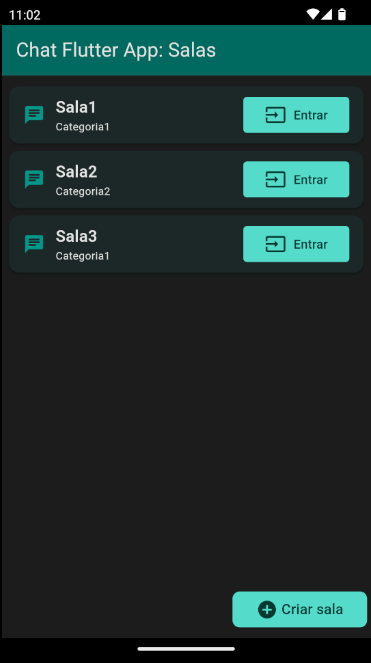 11:02
Chat Flutter App: Salas
Sala1
Categoria1
Entrar
Sala2
Categoria2
Entrar
Sala3
Categoria1
Entrar
Criar sala